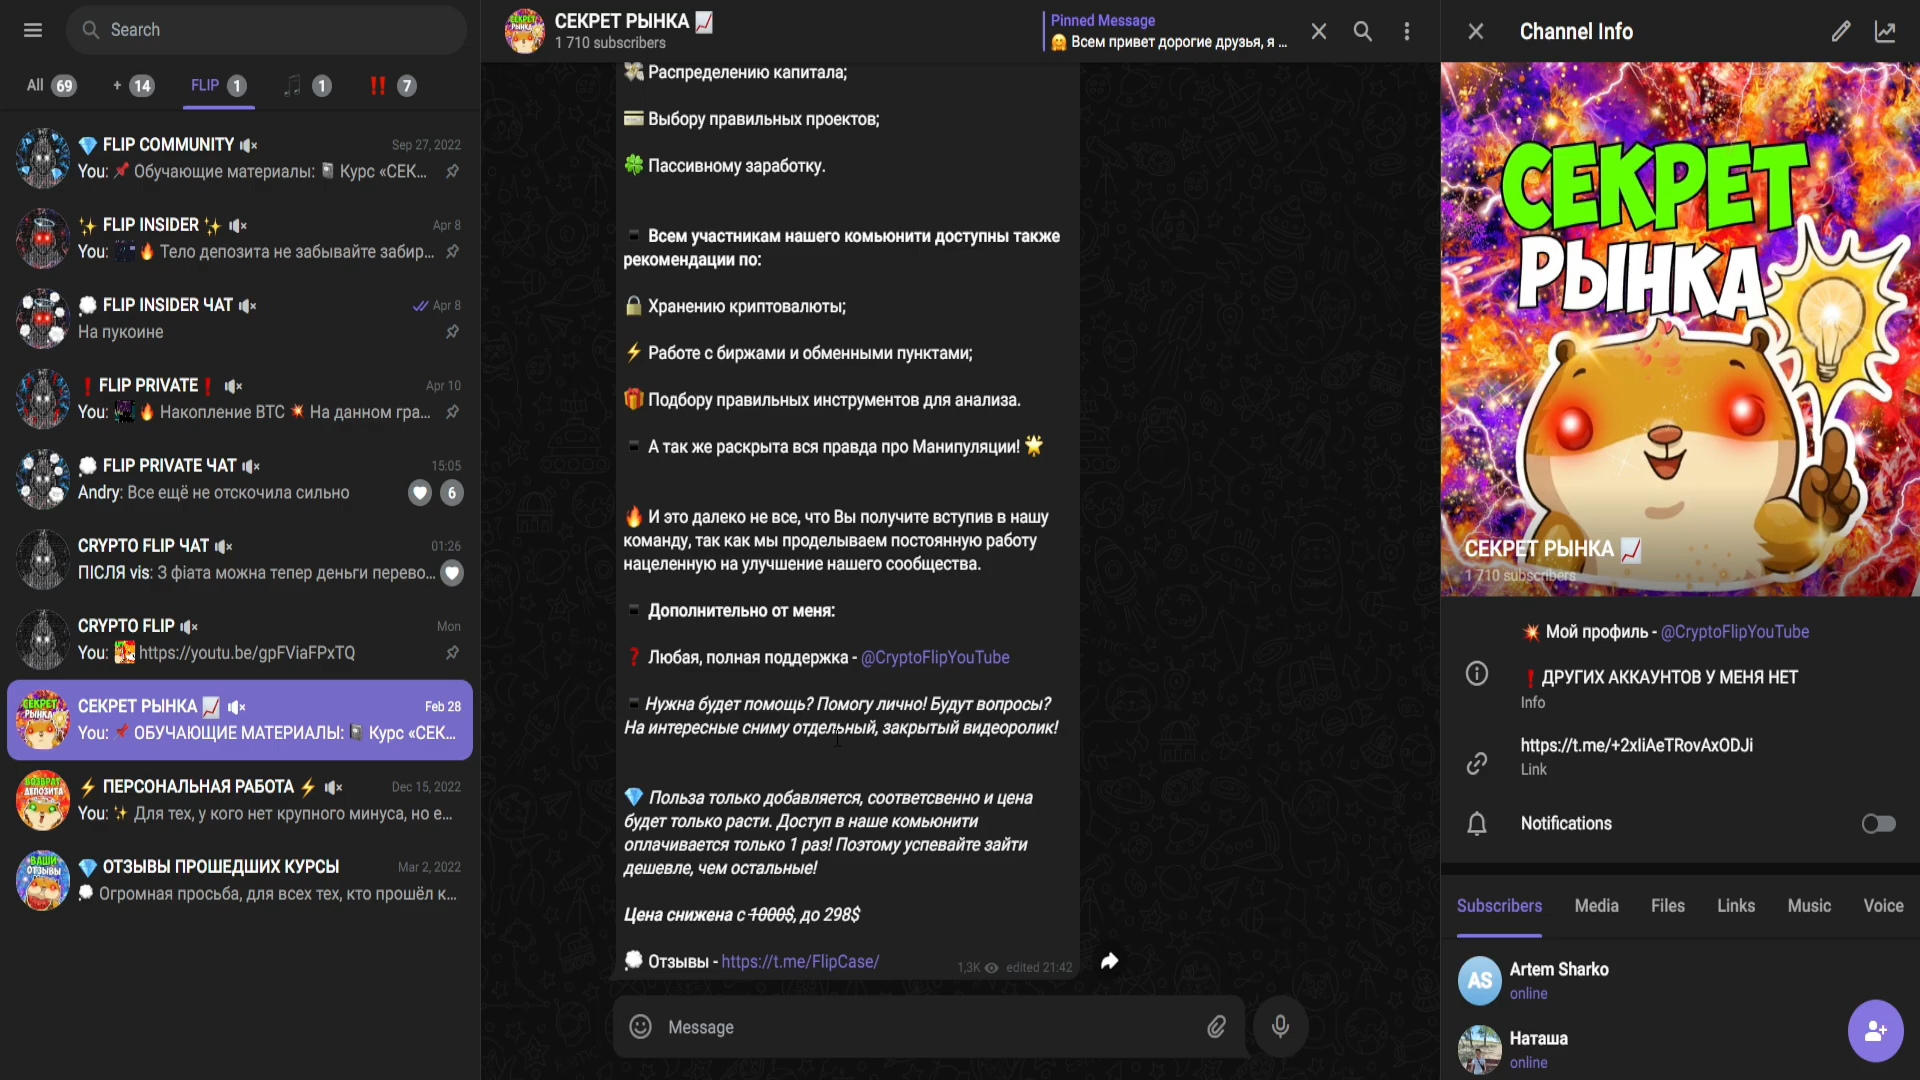 Search
All 69
+ 14
FLIP 1
1
7
FLIP COMMUNITY
Sep 27, 2022
You: 📌 Обучающие материалы: 📓 Курс «СЕК...
✨ FLIP INSIDER ✨
Apr 8
You: 🔥 Тело депозита не забывайте забир...
💭 FLIP INSIDER ЧАТ
Apr 8
На пукоине
❗ FLIP PRIVATE ❗
Apr 10
You: 🔥 Накопление BTC 💥 На данном гра...
💭 FLIP PRIVATE ЧАТ
15:05
Andry: Все ещё не отскочила сильно
6
CRYPTO FLIP ЧАТ
01:26
ПІСЛЯ vis: З фіата можна тепер деньги перево...
CRYPTO FLIP
Mon
You: https://youtu.be/gpFViaFPxTQ
СЕКРЕТ РЫНКА 📈
Feb 28
You: 📌 ОБУЧАЮЩИЕ МАТЕРИАЛЫ: 📓 Курс «СЕК...
⚡ ПЕРСОНАЛЬНАЯ РАБОТА ⚡
Dec 15, 2022
You: ✨ Для тех, у кого нет крупного минуса, но е...
💎 ОТЗЫВЫ ПРОШЕДШИХ КУРСЫ
Mar 2, 2022
💭 Огромная просьба, для всех тех, кто прошёл к...
СЕКРЕТ РЫНКА 📈
1 710 subscribers
Pinned Message
🤗 Всем привет дорогие друзья, я ...
💸 Распределению капитала;
💳 Выбору правильных проектов;
🍀 Пассивному заработку.
▪️ Всем участникам нашего комьюнити доступны также
рекомендации по:
🔒 Хранению криптовалюты;
⚡ Работе с биржами и обменными пунктами;
🎁 Подбору правильных инструментов для анализа.
▪️ А так же раскрыта вся правда про Манипуляции! 🌟
🔥 И это далеко не все, что Вы получите вступив в нашу
команду, так как мы проделываем постоянную работу
нацеленную на улучшение нашего сообщества.
▪️ Дополнительно от меня:
❓ Любая, полная поддержка - @CryptoFlipYouTube
▪️ Нужна будет помощь? Помогу лично! Будут вопросы?
На интересные сниму отдельный, закрытый видеоролик!
💎 Польза только добавляется, соответсвенно и цена
будет только расти. Доступ в наше комьюнити
оплачивается только 1 раз! Поэтому успевайте зайти
дешевле, чем остальные!
Цена снижена с 1000$, до 298$
💭 Отзывы - https://t.me/FlipCase/
1,3K edited 21:42
Message
Channel Info
СЕКРЕТ
РЫНКА
СЕКРЕТ РЫНКА 📈
1 710 subscribers
💥 Мой профиль - @CryptoFlipYouTube
❗ ДРУГИХ АККАУНТОВ У МЕНЯ НЕТ
Info
https://t.me/+2xliAeTRovAxODJi
Link
Notifications
Subscribers Media Files Links Music Voice
AS
Artem Sharko
online
Наташа
online